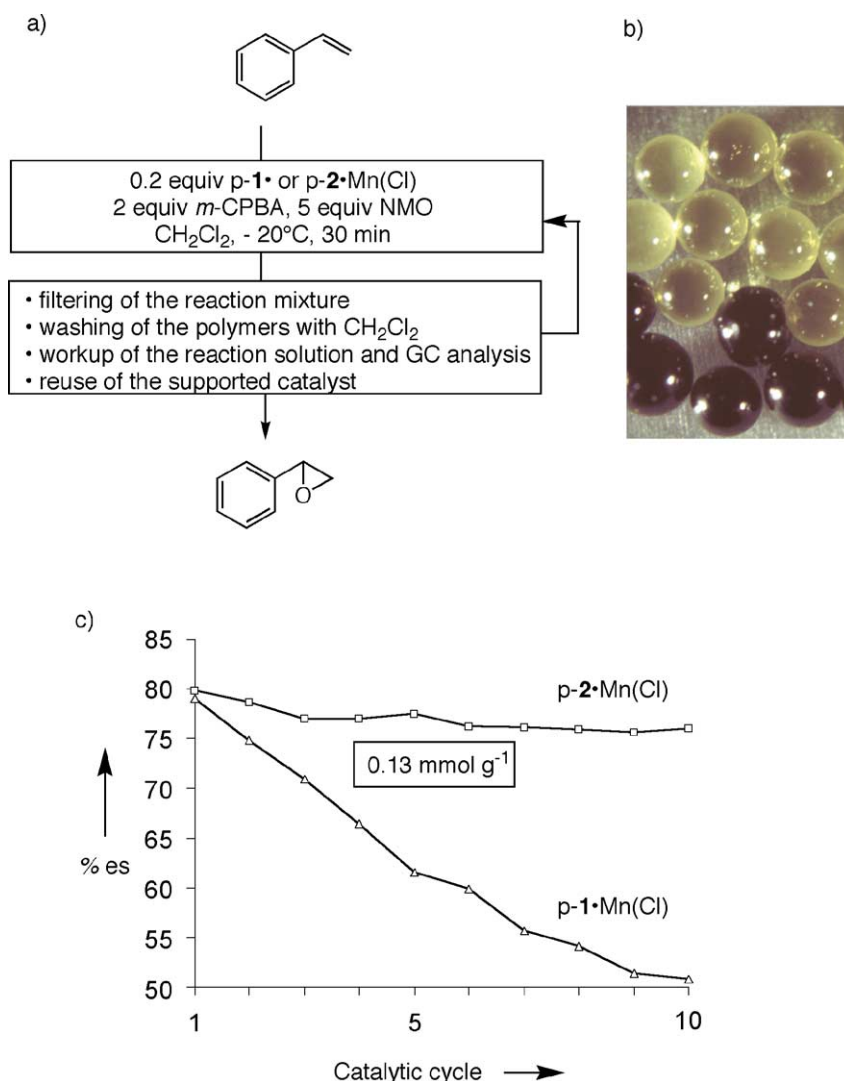 a)
b)
0.2 equiv p-1• or p-2•Mn(Cl)
2 equiv m-CPBA, 5 equiv NMO
CH₂Cl₂, - 20°C, 30 min
• filtering of the reaction mixture
• washing of the polymers with CH₂Cl₂
• workup of the reaction solution and GC analysis
• reuse of the supported catalyst
O
c)
85
80
75
70
65
60
55
50
% es
p-2•Mn(Cl)
0.13 mmol g⁻¹
p-1•Mn(Cl)
1
5
10
Catalytic cycle